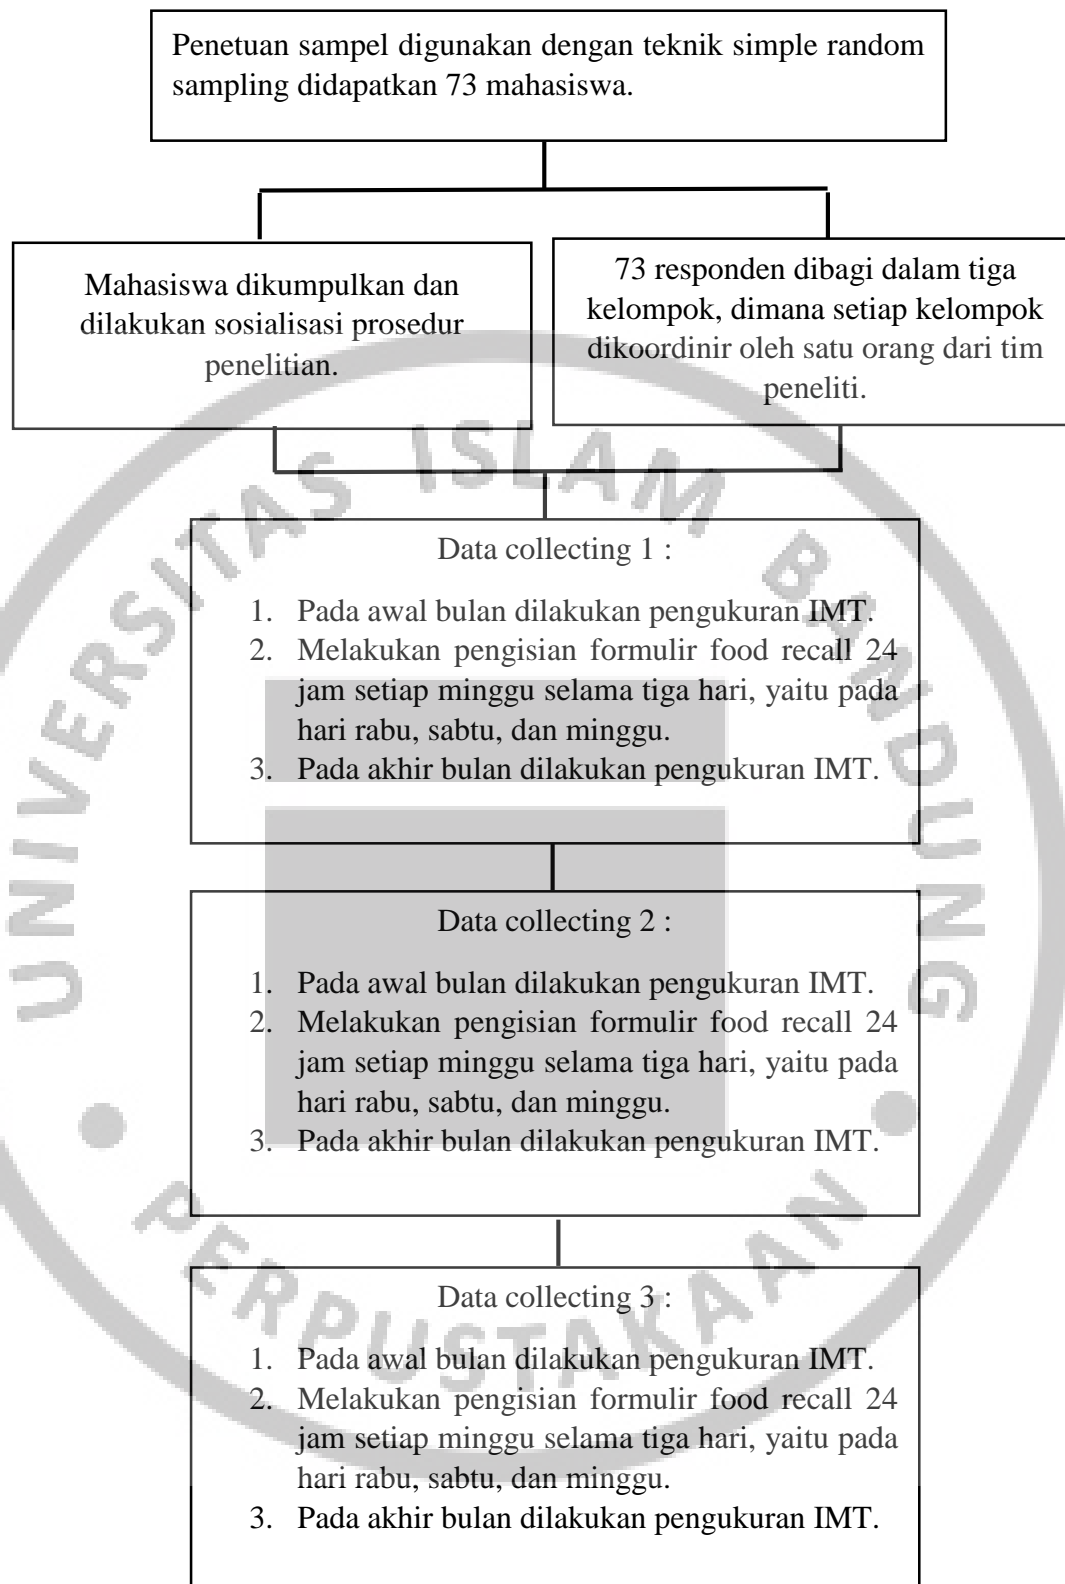 Penetuan sampel digunakan dengan teknik simple random
sampling didapatkan 73 mahasiswa.
Mahasiswa dikumpulkan dan
dilakukan sosialisasi prosedur
penelitian.
73 responden dibagi dalam tiga
kelompok, dimana setiap kelompok
dikoordinir oleh satu orang dari tim
peneliti.
Data collecting 1 :
1. Pada awal bulan dilakukan pengukuran IMT.
2. Melakukan pengisian formulir food recall 24
jam setiap minggu selama tiga hari, yaitu pada
hari rabu, sabtu, dan minggu.
3. Pada akhir bulan dilakukan pengukuran IMT.
Data collecting 2 :
1. Pada awal bulan dilakukan pengukuran IMT.
2. Melakukan pengisian formulir food recall 24
jam setiap minggu selama tiga hari, yaitu pada
hari rabu, sabtu, dan minggu.
3. Pada akhir bulan dilakukan pengukuran IMT.
Data collecting 3 :
1. Pada awal bulan dilakukan pengukuran IMT.
2. Melakukan pengisian formulir food recall 24
jam setiap minggu selama tiga hari, yaitu pada
hari rabu, sabtu, dan minggu.
3. Pada akhir bulan dilakukan pengukuran IMT.
UNIVERSITAS ISLAM BANDUNG
PERPUSTAKAAN